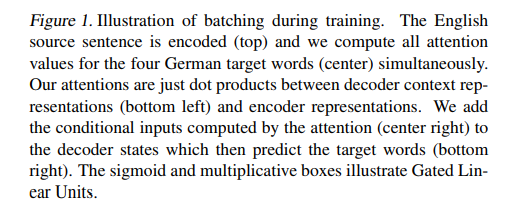 Figure 1. Illustration of batching during training. The English
source sentence is encoded (top) and we compute all attention
values for the four German target words (center) simultaneously.
Our attentions are just dot products between decoder context rep-
resentations (bottom left) and encoder representations. We add
the conditional inputs computed by the attention (center right) to
the decoder states which then predict the target words (bottom
right). The sigmoid and multiplicative boxes illustrate Gated Lin-
ear Units.